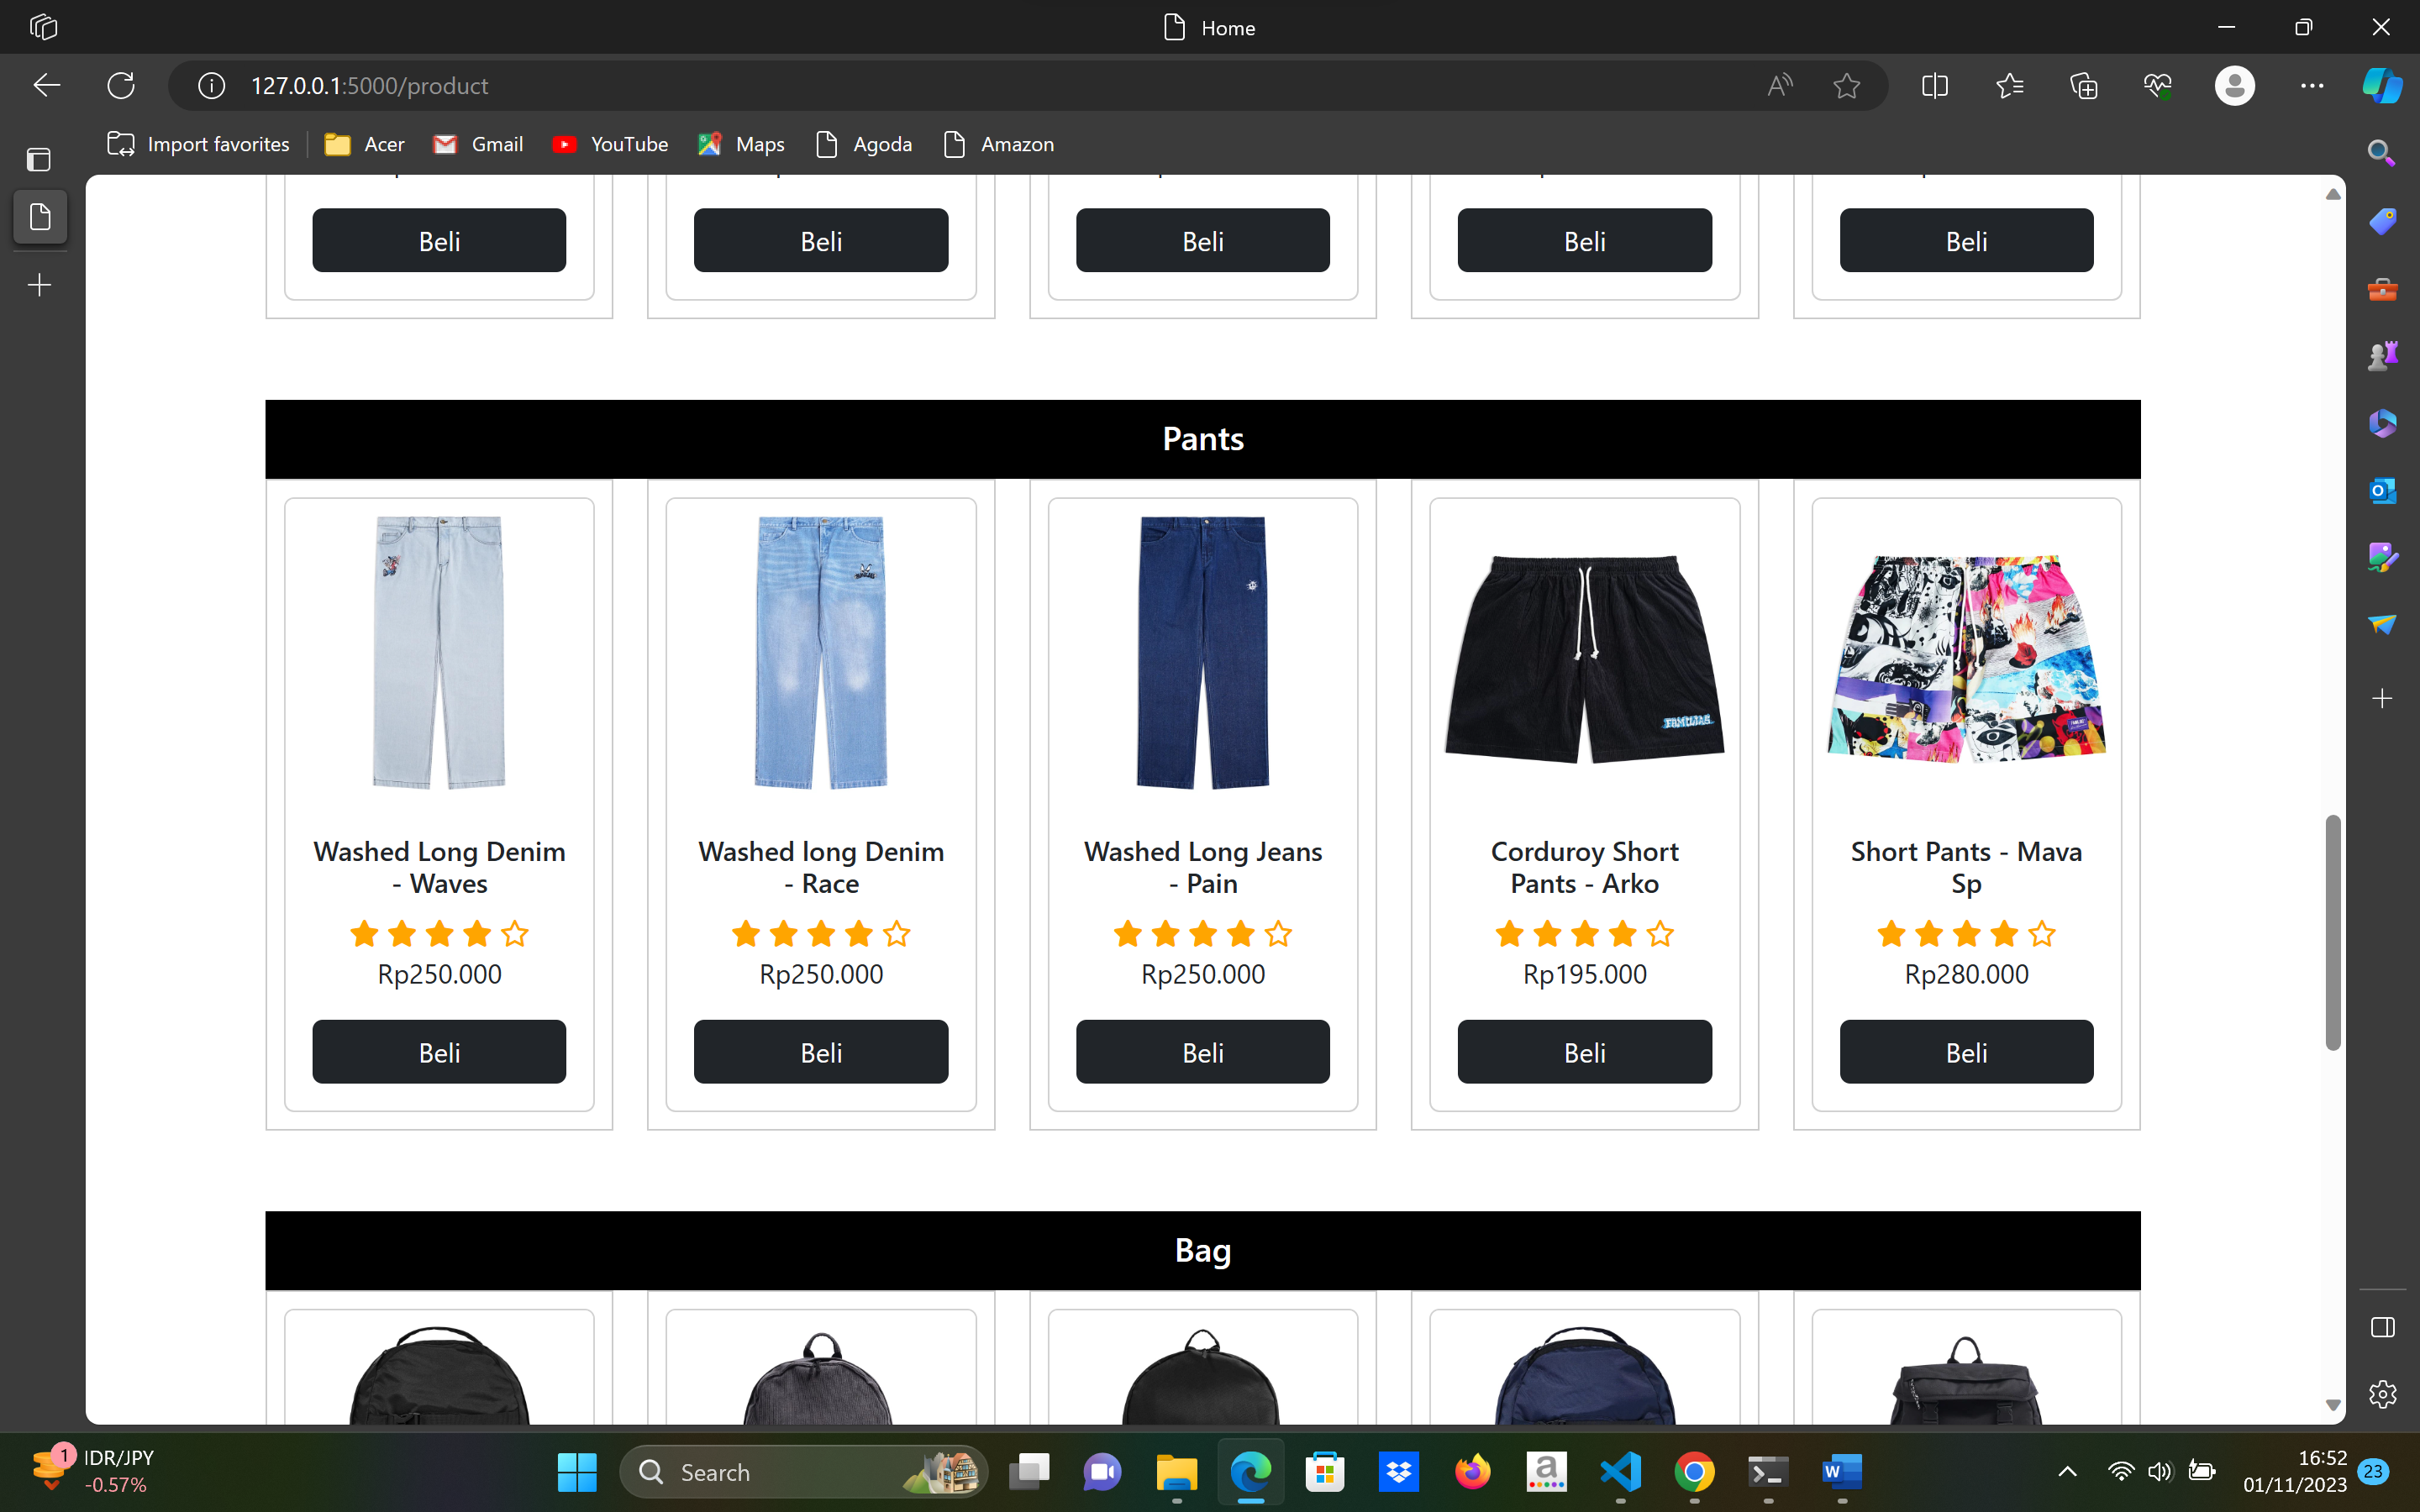 Home
127.0.0.1:5000/product
Import favorites
Acer
Gmail
YouTube
Maps
Agoda
Amazon
Beli
Beli
Beli
Beli
Beli
Pants
Washed Long Denim
- Waves
Rp250.000
Beli
Washed long Denim
- Race
Rp250.000
Beli
Washed Long Jeans
- Pain
Rp250.000
Beli
Corduroy Short
Pants - Arko
Rp195.000
Beli
Short Pants - Mava
Sp
Rp280.000
Beli
Bag
1
IDR/JPY
-0.57%
Search
16:52
01/11/2023
23